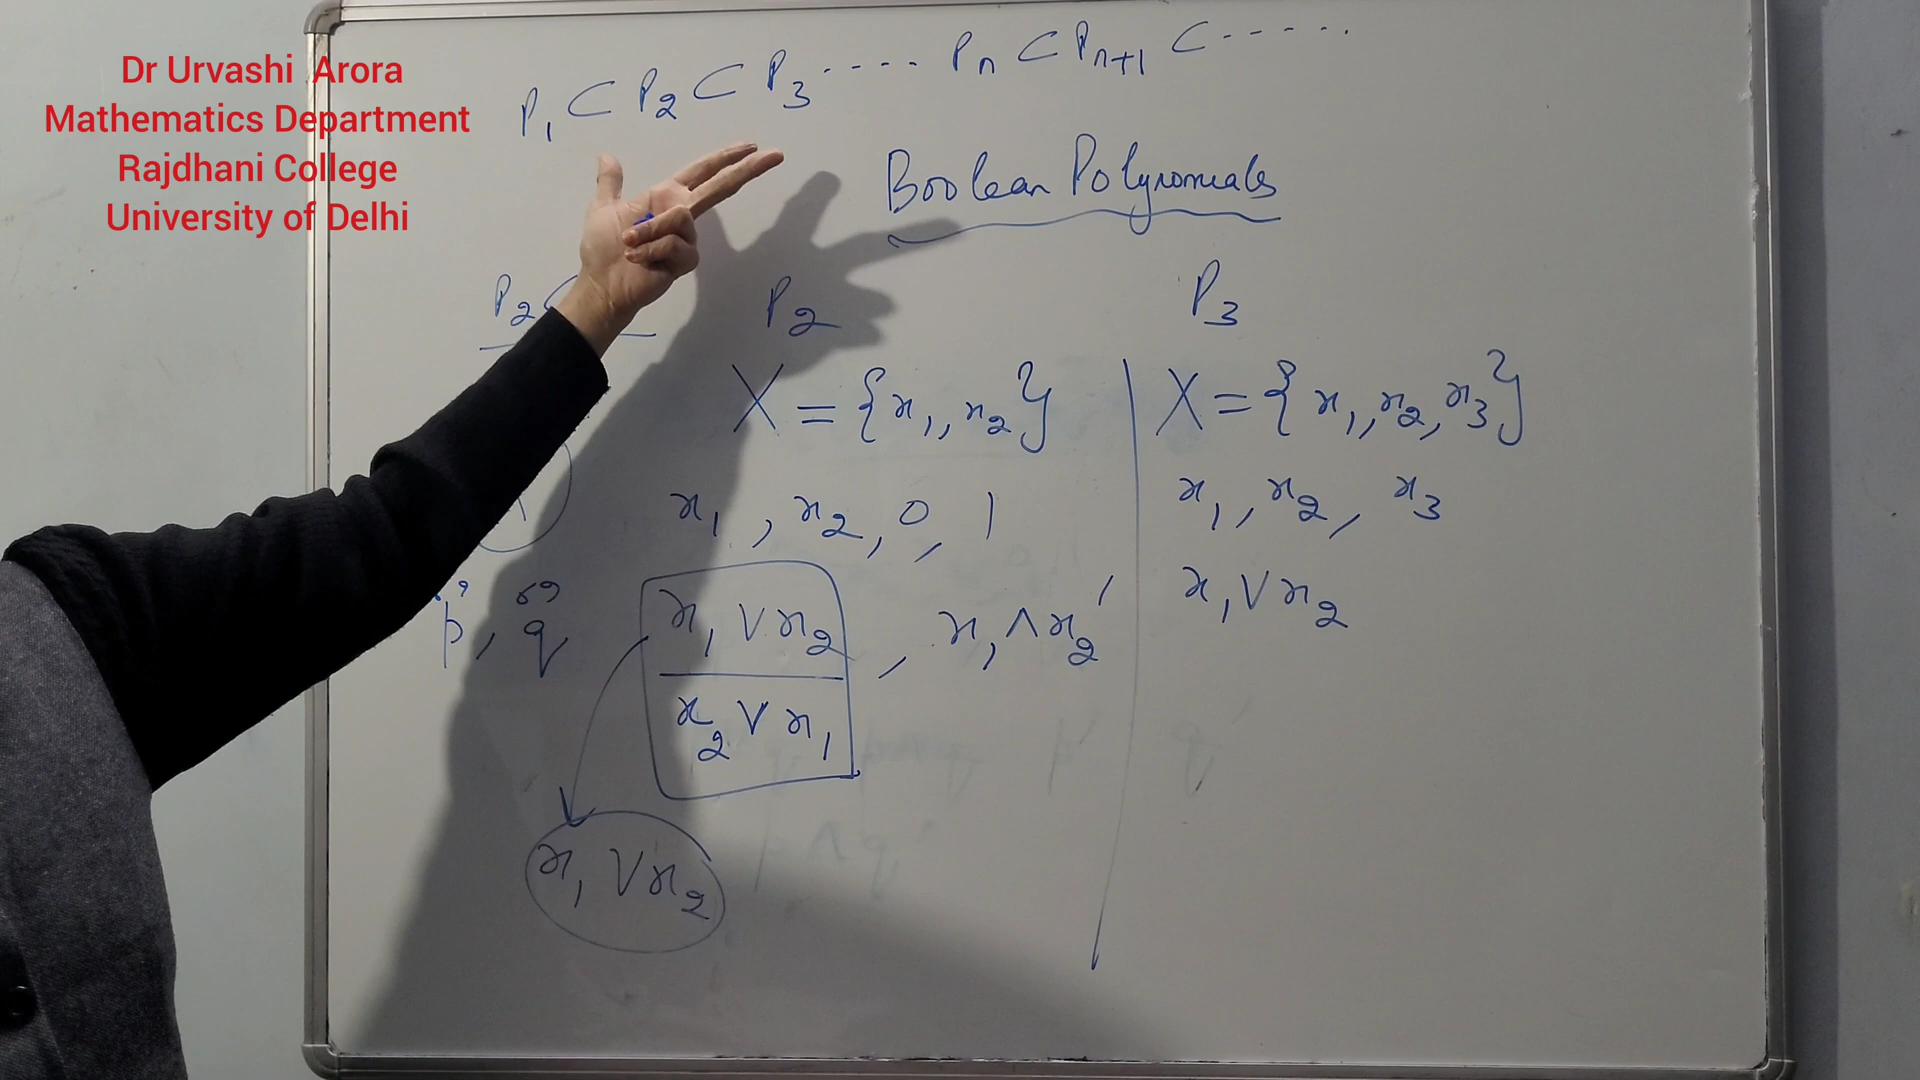 Dr Urvashi Arora
Mathematics Department
Rajdhani College
University of Delhi
P₁ ⊂ P₂ ⊂ P₃ ---- Pₙ ⊂ Pₙ₊₁ ⊂ -----
Boolean Polynomials
P₂
P₂
P₃
X = {x₁, x₂}
X = {x₁, x₂, x₃}
x₁, x₂, 0, 1
x₁, x₂, x₃
p, q
x₁ ∨ x₂, x₁ ∧ x₂'
x₁ ∨ x₂
x₂ ∨ x₁
x₁ ∨ x₂